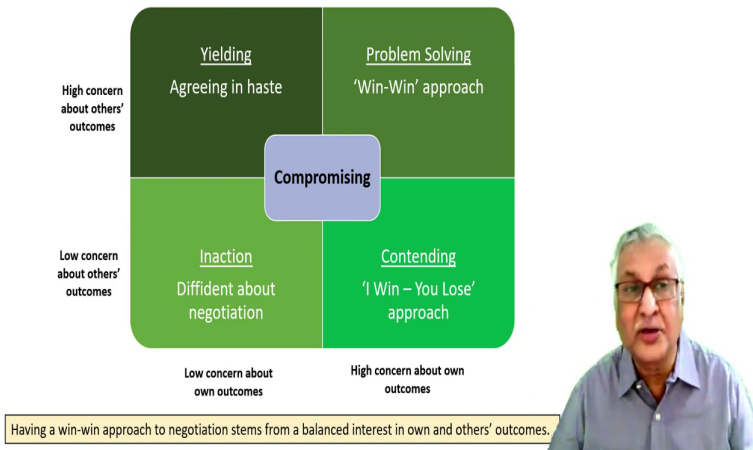 Yielding
Agreeing in haste
Problem Solving
‘Win-Win’ approach
High concern
about others’
outcomes
Compromising
Low concern
about others’
outcomes
Inaction
Diffident about
negotiation
Contending
‘I Win – You Lose’
approach
Low concern about
own outcomes
High concern about own
outcomes
Having a win-win approach to negotiation stems from a balanced interest in own and others’ outcomes.